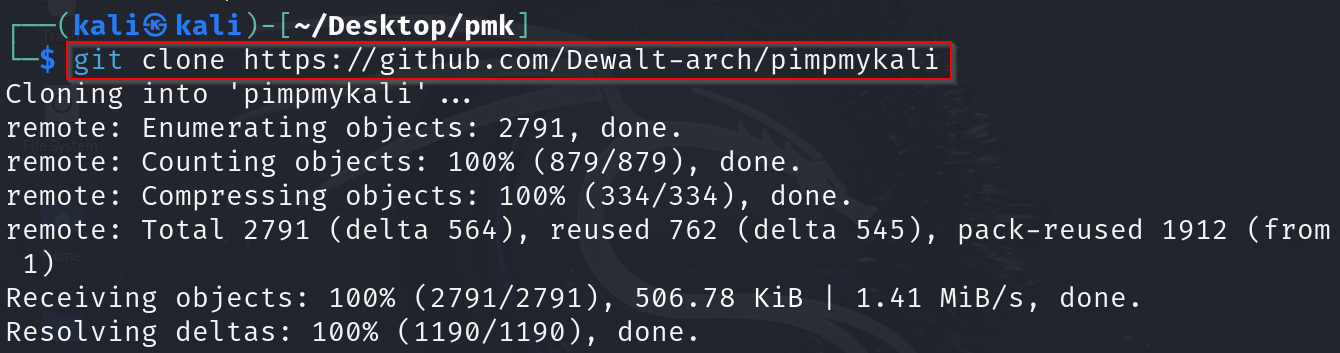 ┌──(kali㉿kali)-[~/Desktop/pmk]
└─$ git clone https://github.com/Dewalt-arch/pimpmykali
Cloning into 'pimpmykali'...
remote: Enumerating objects: 2791, done.
remote: Counting objects: 100% (879/879), done.
File System
remote: Compressing objects: 100% (334/334), done.
remote: Total 2791 (delta 564), reused 762 (delta 545), pack-reused 1912 (from
1)
Receiving objects: 100% (2791/2791), 506.78 KiB | 1.41 MiB/s, done.
Resolving deltas: 100% (1190/1190), done.